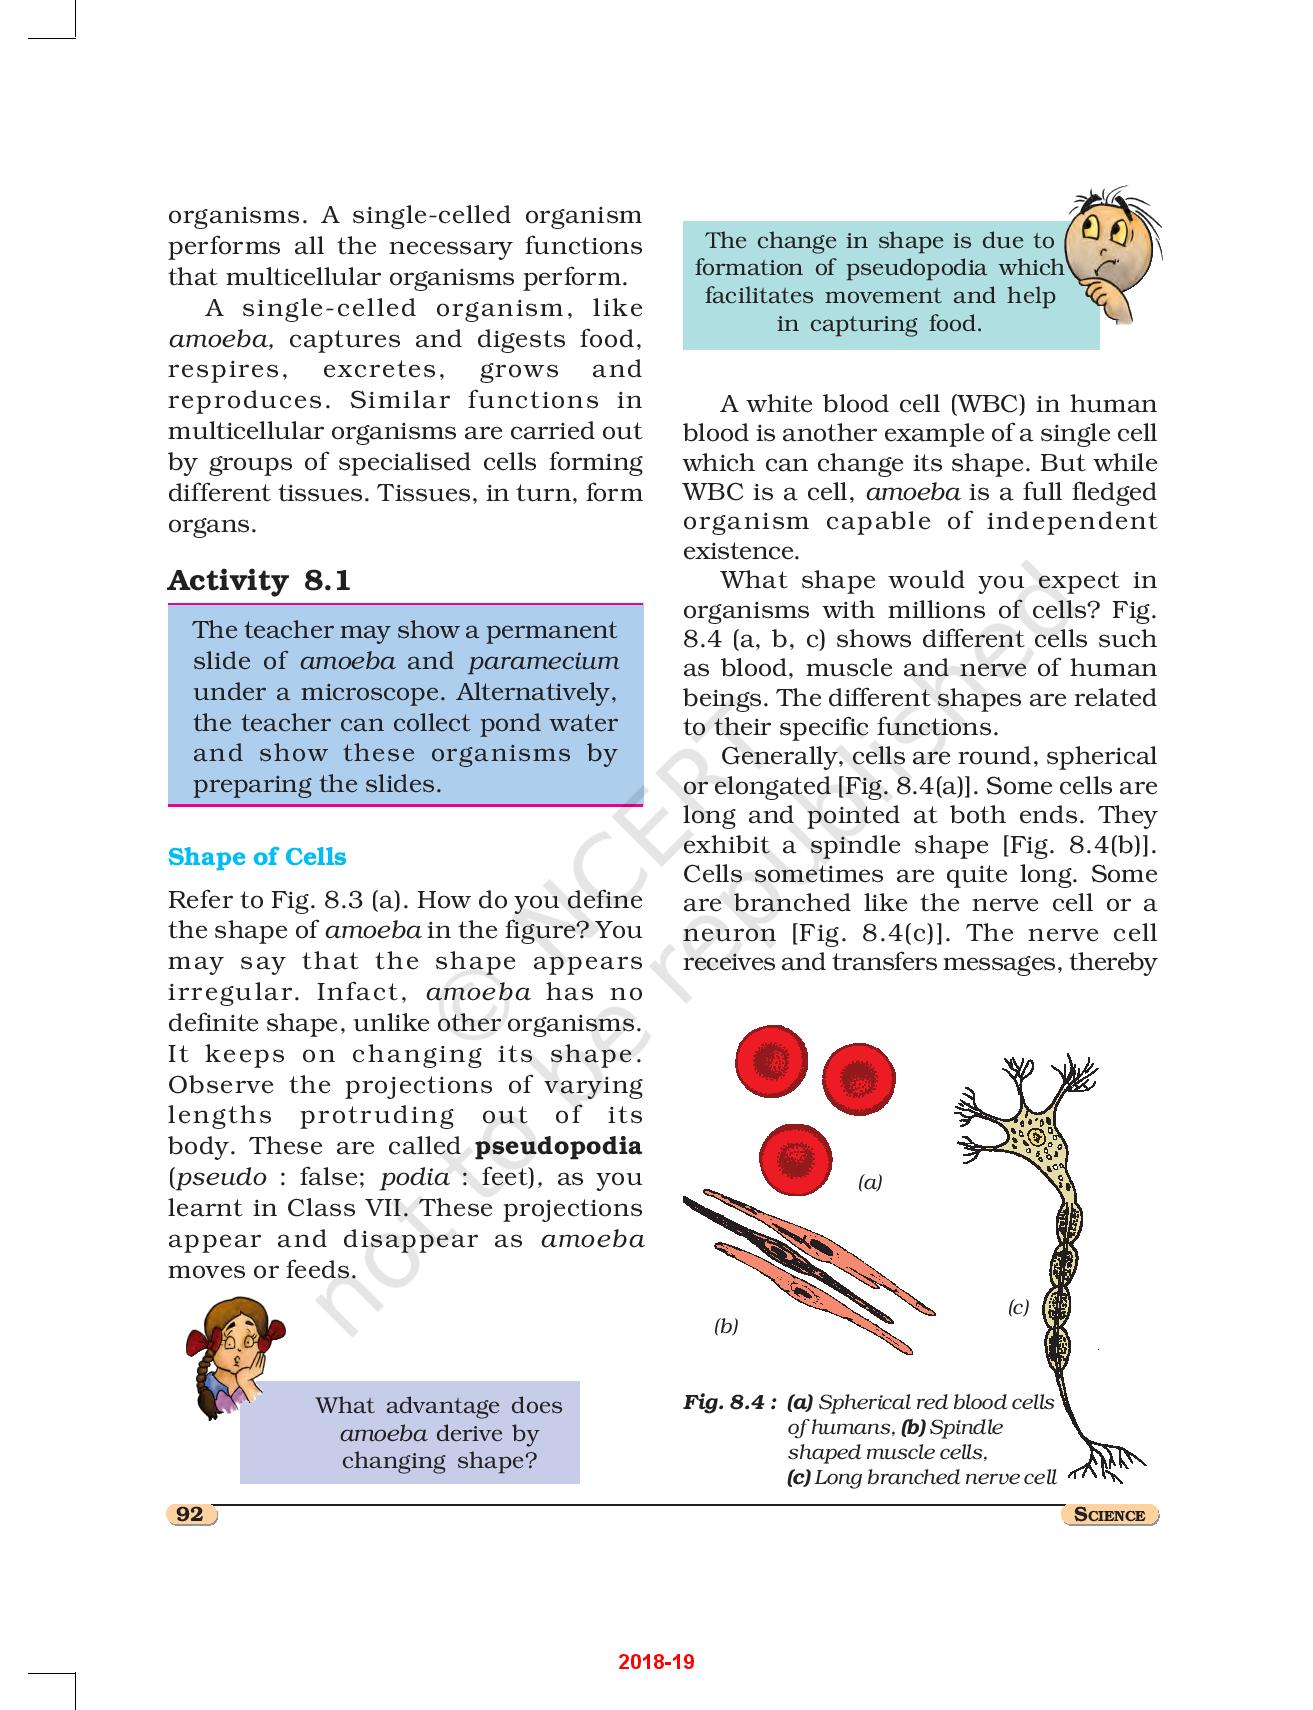 organisms. A single-celled organism
performs all the necessary functions
that multicellular organisms perform.
A single-celled organism, like
amoeba, captures and digests food,
respires, excretes, grows and
reproduces. Similar functions in
multicellular organisms are carried out
by groups of specialised cells forming
different tissues. Tissues, in turn, form
organs.
Activity 8.1
The teacher may show a permanent
slide of amoeba and paramecium
under a microscope. Alternatively,
the teacher can collect pond water
and show these organisms by
preparing the slides.
Shape of Cells
Refer to Fig. 8.3 (a). How do you define
the shape of amoeba in the figure? You
may say that the shape appears
irregular. Infact, amoeba has no
definite shape, unlike other organisms.
It keeps on changing its shape.
Observe the projections of varying
lengths protruding out of its
body. These are called pseudopodia
(pseudo : false; podia : feet), as you
learnt in Class VII. These projections
appear and disappear as amoeba
moves or feeds.
What advantage does
amoeba derive by
changing shape?
The change in shape is due to
formation of pseudopodia which
facilitates movement and help
in capturing food.
A white blood cell (WBC) in human
blood is another example of a single cell
which can change its shape. But while
WBC is a cell, amoeba is a full fledged
organism capable of independent
existence.
What shape would you expect in
organisms with millions of cells? Fig.
8.4 (a, b, c) shows different cells such
as blood, muscle and nerve of human
beings. The different shapes are related
to their specific functions.
Generally, cells are round, spherical
or elongated [Fig. 8.4(a)]. Some cells are
long and pointed at both ends. They
exhibit a spindle shape [Fig. 8.4(b)].
Cells sometimes are quite long. Some
are branched like the nerve cell or a
neuron [Fig. 8.4(c)]. The nerve cell
receives and transfers messages, thereby
(a)
(b)
(c)
Fig. 8.4 : (a) Spherical red blood cells
of humans, (b) Spindle
shaped muscle cells,
(c) Long branched nerve cell
© NCERT
not to be republished
92
SCIENCE
2018-19